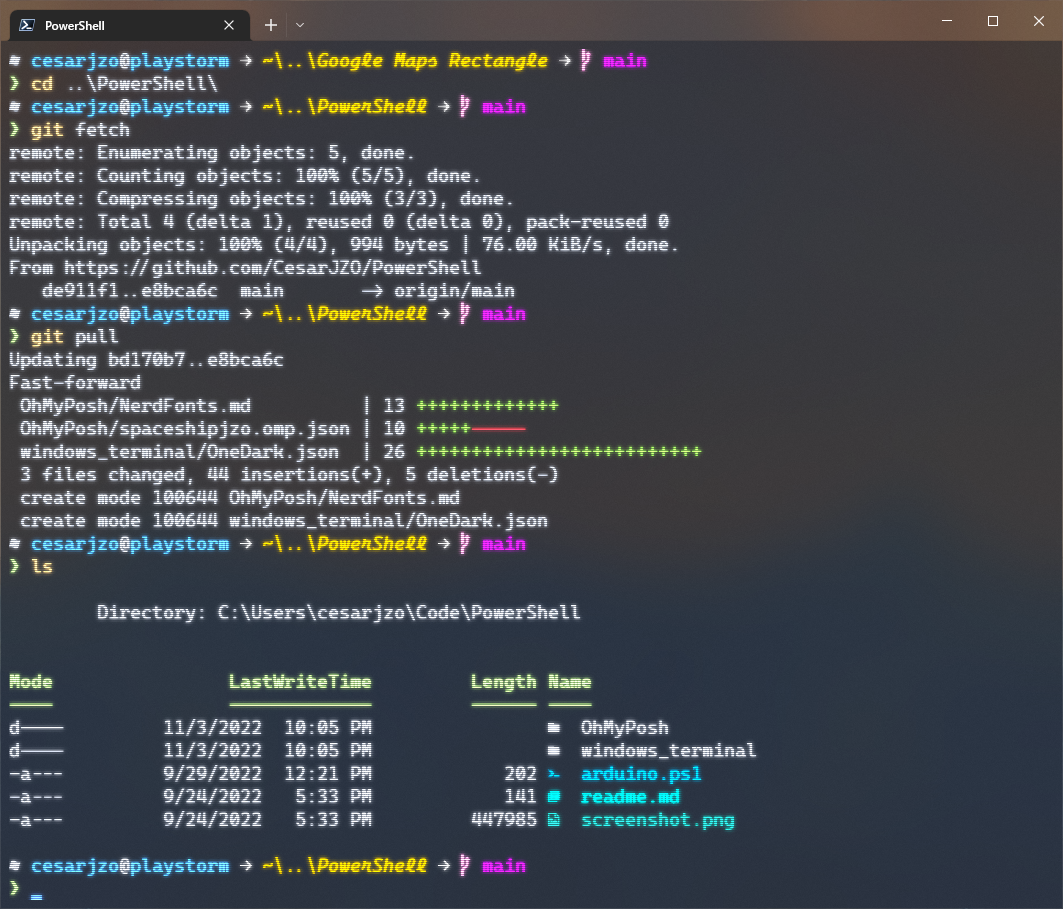 PowerShell
cesarjzo@playstorm → ~\..\Google Maps Rectangle → main
❯ cd ..\PowerShell\
cesarjzo@playstorm → ~\..\PowerShell → main
❯ git fetch
remote: Enumerating objects: 5, done.
remote: Counting objects: 100% (5/5), done.
remote: Compressing objects: 100% (3/3), done.
remote: Total 4 (delta 1), reused 0 (delta 0), pack-reused 0
Unpacking objects: 100% (4/4), 994 bytes | 76.00 KiB/s, done.
From https://github.com/CesarJZO/PowerShell
   de911f1..e8bca6c  main       -> origin/main
cesarjzo@playstorm → ~\..\PowerShell → main
❯ git pull
Updating bd170b7..e8bca6c
Fast-forward
 OhMyPosh/NerdFonts.md          | 13 +++++++++++++
 OhMyPosh/spaceshipjzo.omp.json | 10 +++++-----
 windows_terminal/OneDark.json  | 26 ++++++++++++++++++++++++++
 3 files changed, 44 insertions(+), 5 deletions(-)
 create mode 100644 OhMyPosh/NerdFonts.md
 create mode 100644 windows_terminal/OneDark.json
cesarjzo@playstorm → ~\..\PowerShell → main
❯ ls
        Directory: C:\Users\cesarjzo\Code\PowerShell
Mode                LastWriteTime         Length Name
----                -------------         ------ ----
d----         11/3/2022  10:05 PM                OhMyPosh
d----         11/3/2022  10:05 PM                windows_terminal
-a---         9/29/2022  12:21 PM            202 arduino.ps1
-a---         9/24/2022   5:33 PM            141 readme.md
-a---         9/24/2022   5:33 PM         447985 screenshot.png
cesarjzo@playstorm → ~\..\PowerShell → main
❯ _